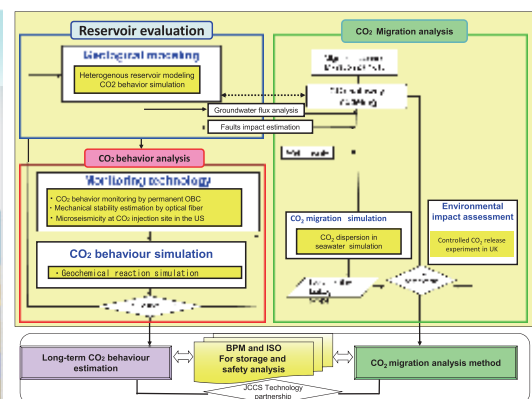 Reservoir evaluation
CO2 Migration analysis
Geological modeling
Heterogenous reservoir modeling
CO2 behavior simulation
Groundwater flux analysis
Faults impact estimation
CO2 behavior analysis
Monitoring technology
・CO2 behavior monitoring by permanent OBC
・Mechanical stability estimation by optical fiber
・Microseismicity at CO2 injection site in the US
CO2 behaviour simulation
・Geochemical reaction simulation
CO2 migration simulation
CO2 dispersion in
seawater simulation
Environmental
impact assessment
Controlled CO2 release
experiment in UK
Long-term CO2 behaviour
estimation
BPM and ISO
For storage and
safety analysis
CO2 migration analysis method
JCCS Technology
partnership